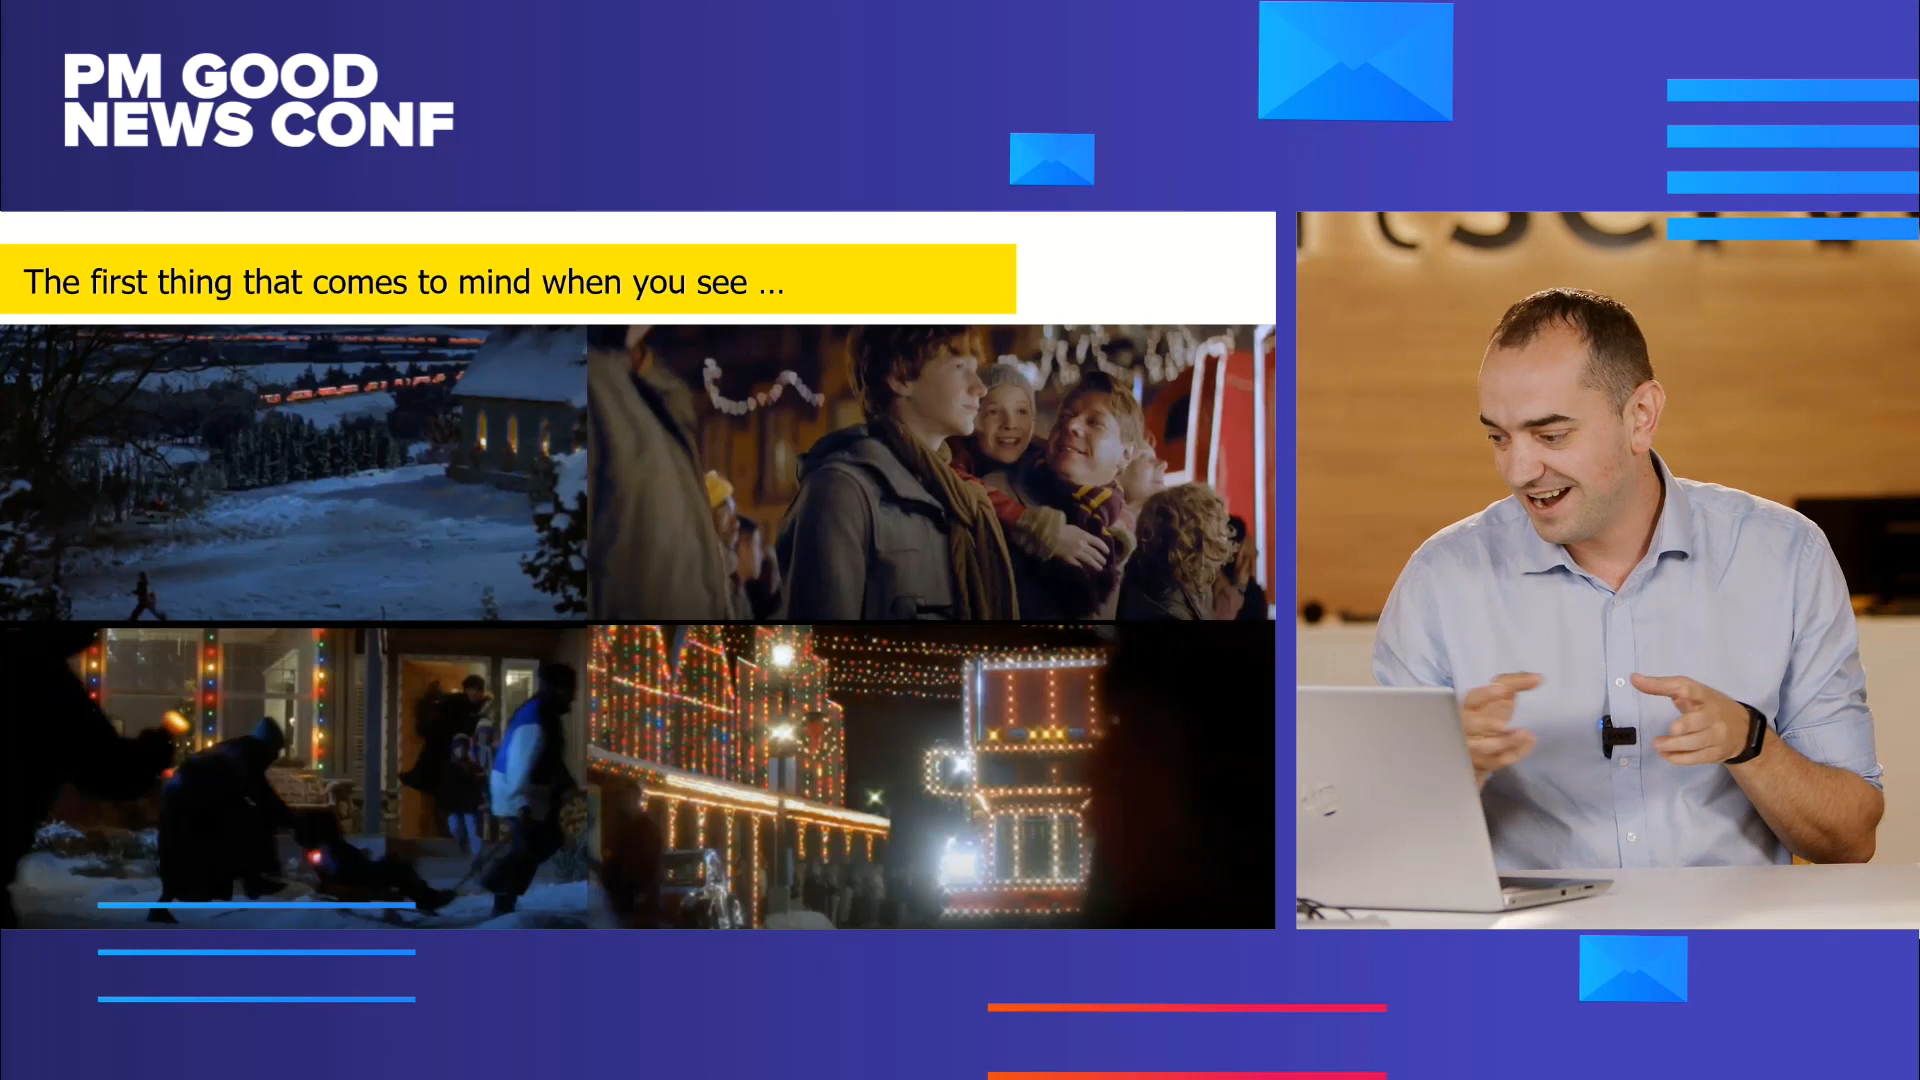 PM GOOD
NEWS CONF
The first thing that comes to mind when you see ...